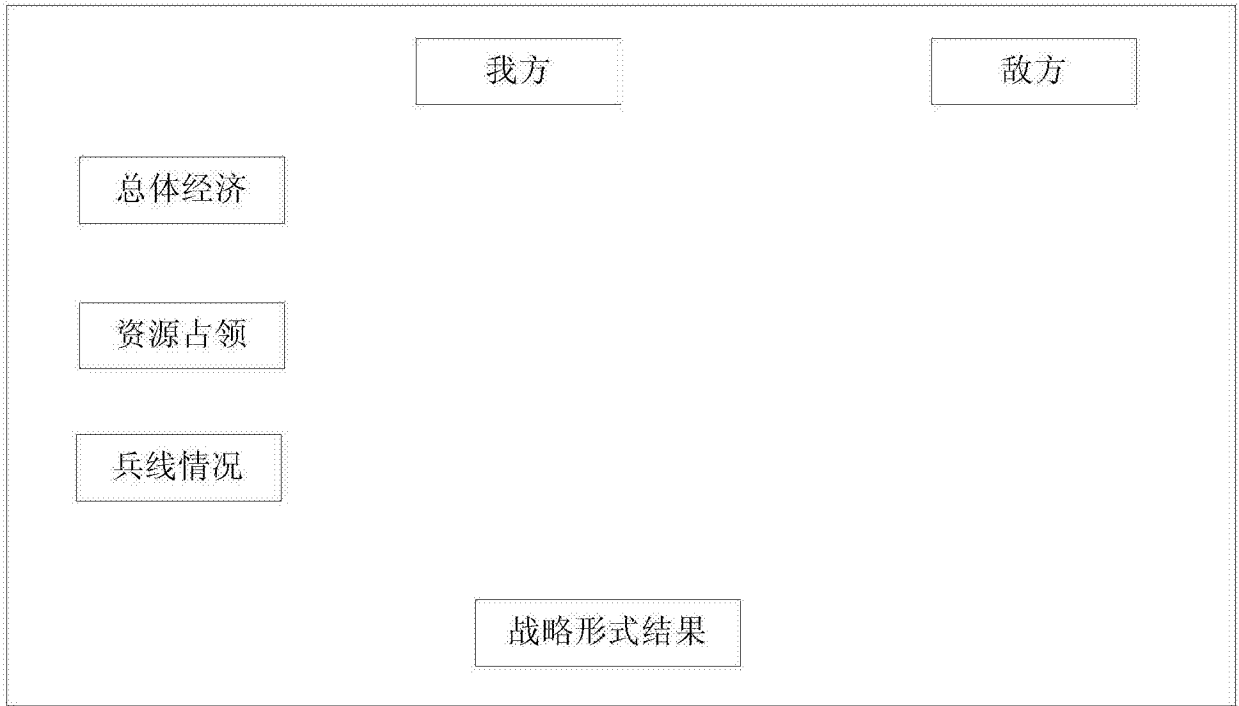 我方
敌方
总体经济
资源占领
兵线情况
战略形式结果